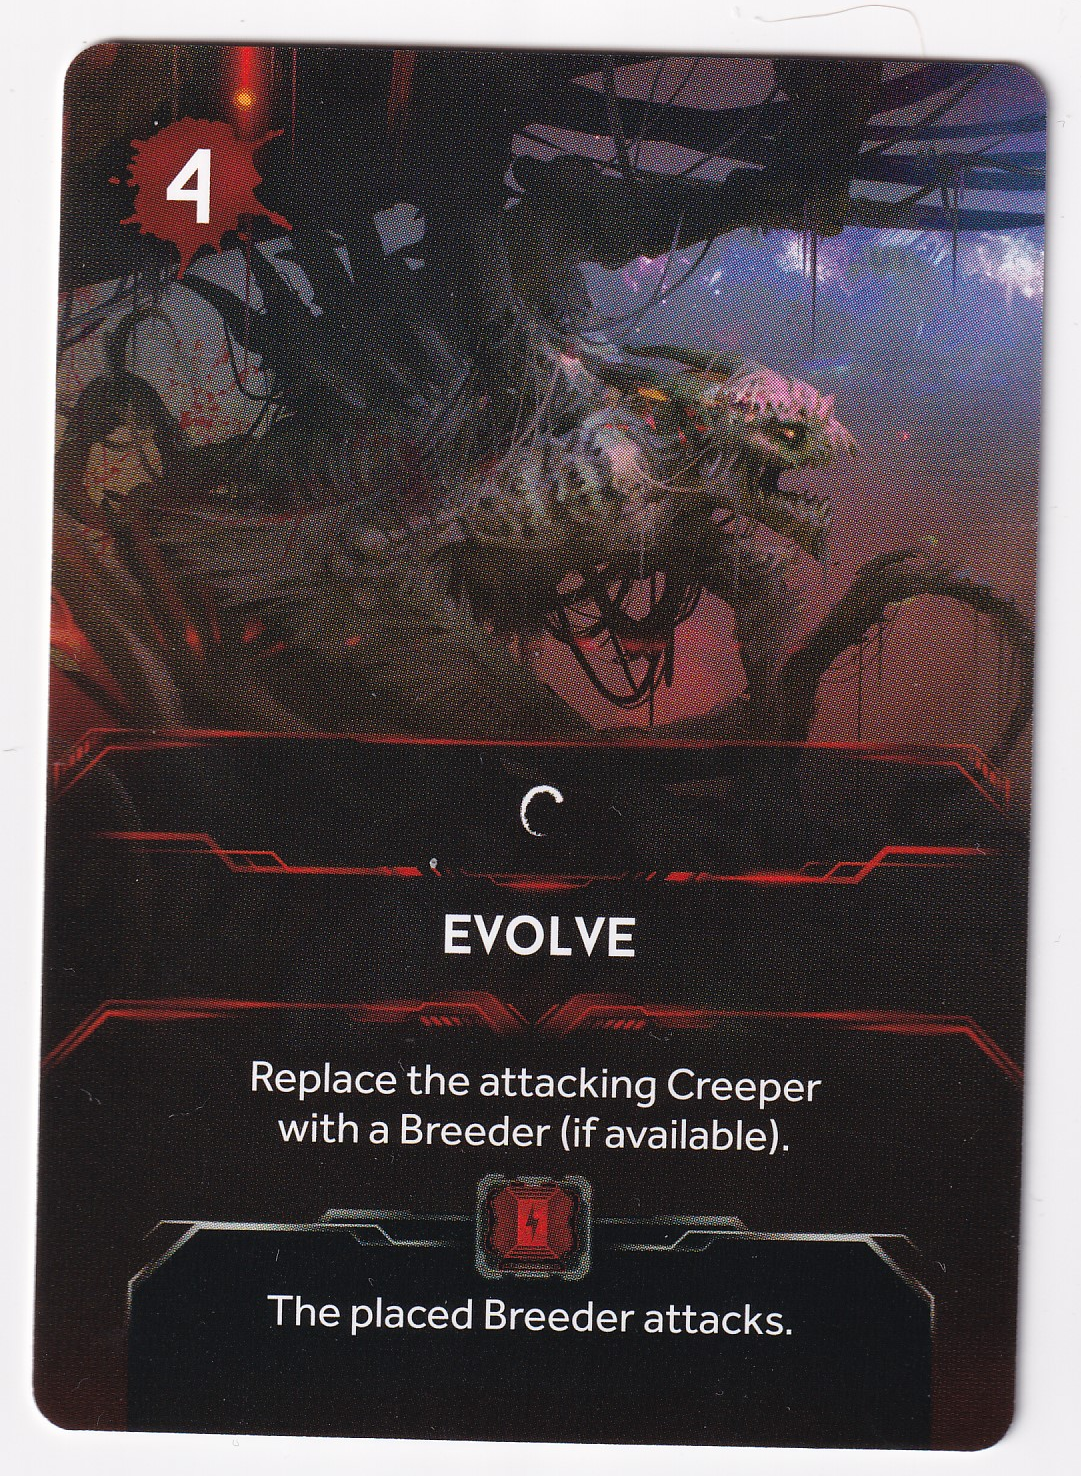 4
C
EVOLVE
Replace the attacking Creeper
with a Breeder (if available).
The placed Breeder attacks.